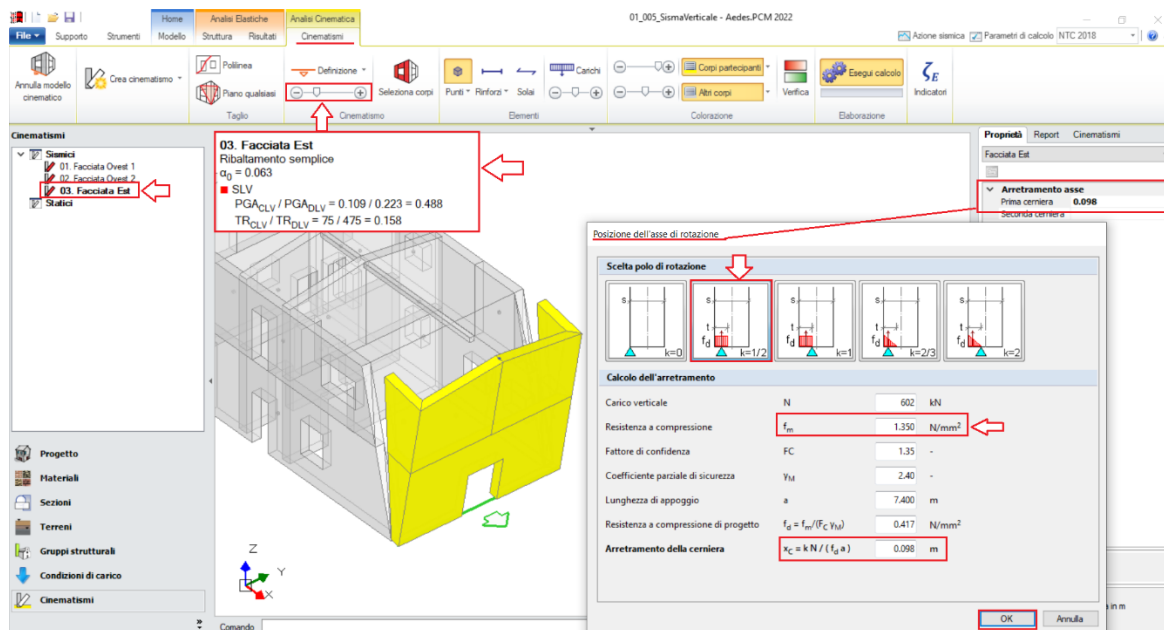 01_005_SismaVerticale - Aedes.PCM 2022
Home Analisi Elastiche Analisi Cinematica
File Supporto Strumenti Modello Struttura Risultati Cinematismi
Azione sismica Parametri di calcolo NTC 2018
Annulla modello cinematico
Crea cinematismo
Polilinea
Piano qualsiasi
Taglio
Definizione
Seleziona corpi
Cinematismo
Punti Rinforzi Solai
Carichi
Elementi
Corpi partecipanti
Altri corpi
Colorazione
Verifica
Esegui calcolo
Elaborazione
ζE
Indicatori
Cinematismi
Sismici
01. Facciata Ovest 1
02. Facciata Ovest 2
03. Facciata Est
Statici
03. Facciata Est
Ribaltamento semplice
α0 = 0.063
SLV
PGACLV / PGADLV = 0.109 / 0.223 = 0.488
TRCLV / TRDLV = 75 / 475 = 0.158
Proprietà Report Cinematismi
Facciata Est
Arretramento asse
Prima cerniera 0.098
Seconda cerniera
Posizione dell'asse di rotazione
Scelta polo di rotazione
s k=0
s t fd k=1/2
s t fd k=1
s t fd k=2/3
s t fd k=2
Calcolo dell'arretramento
Carico verticale N 602 kN
Resistenza a compressione fm 1.350 N/mm²
Fattore di confidenza FC 1.35 -
Coefficiente parziale di sicurezza γM 2.40 -
Lunghezza di appoggio a 7.400 m
Resistenza a compressione di progetto fd = fm/(FC γM) 0.417 N/mm²
Arretramento della cerniera xC = k N / ( fd a ) 0.098 m
OK Annulla
Progetto
Materiali
Sezioni
Terreni
Gruppi strutturali
Condizioni di carico
Cinematismi
Z
Y
X
Comando
a in m